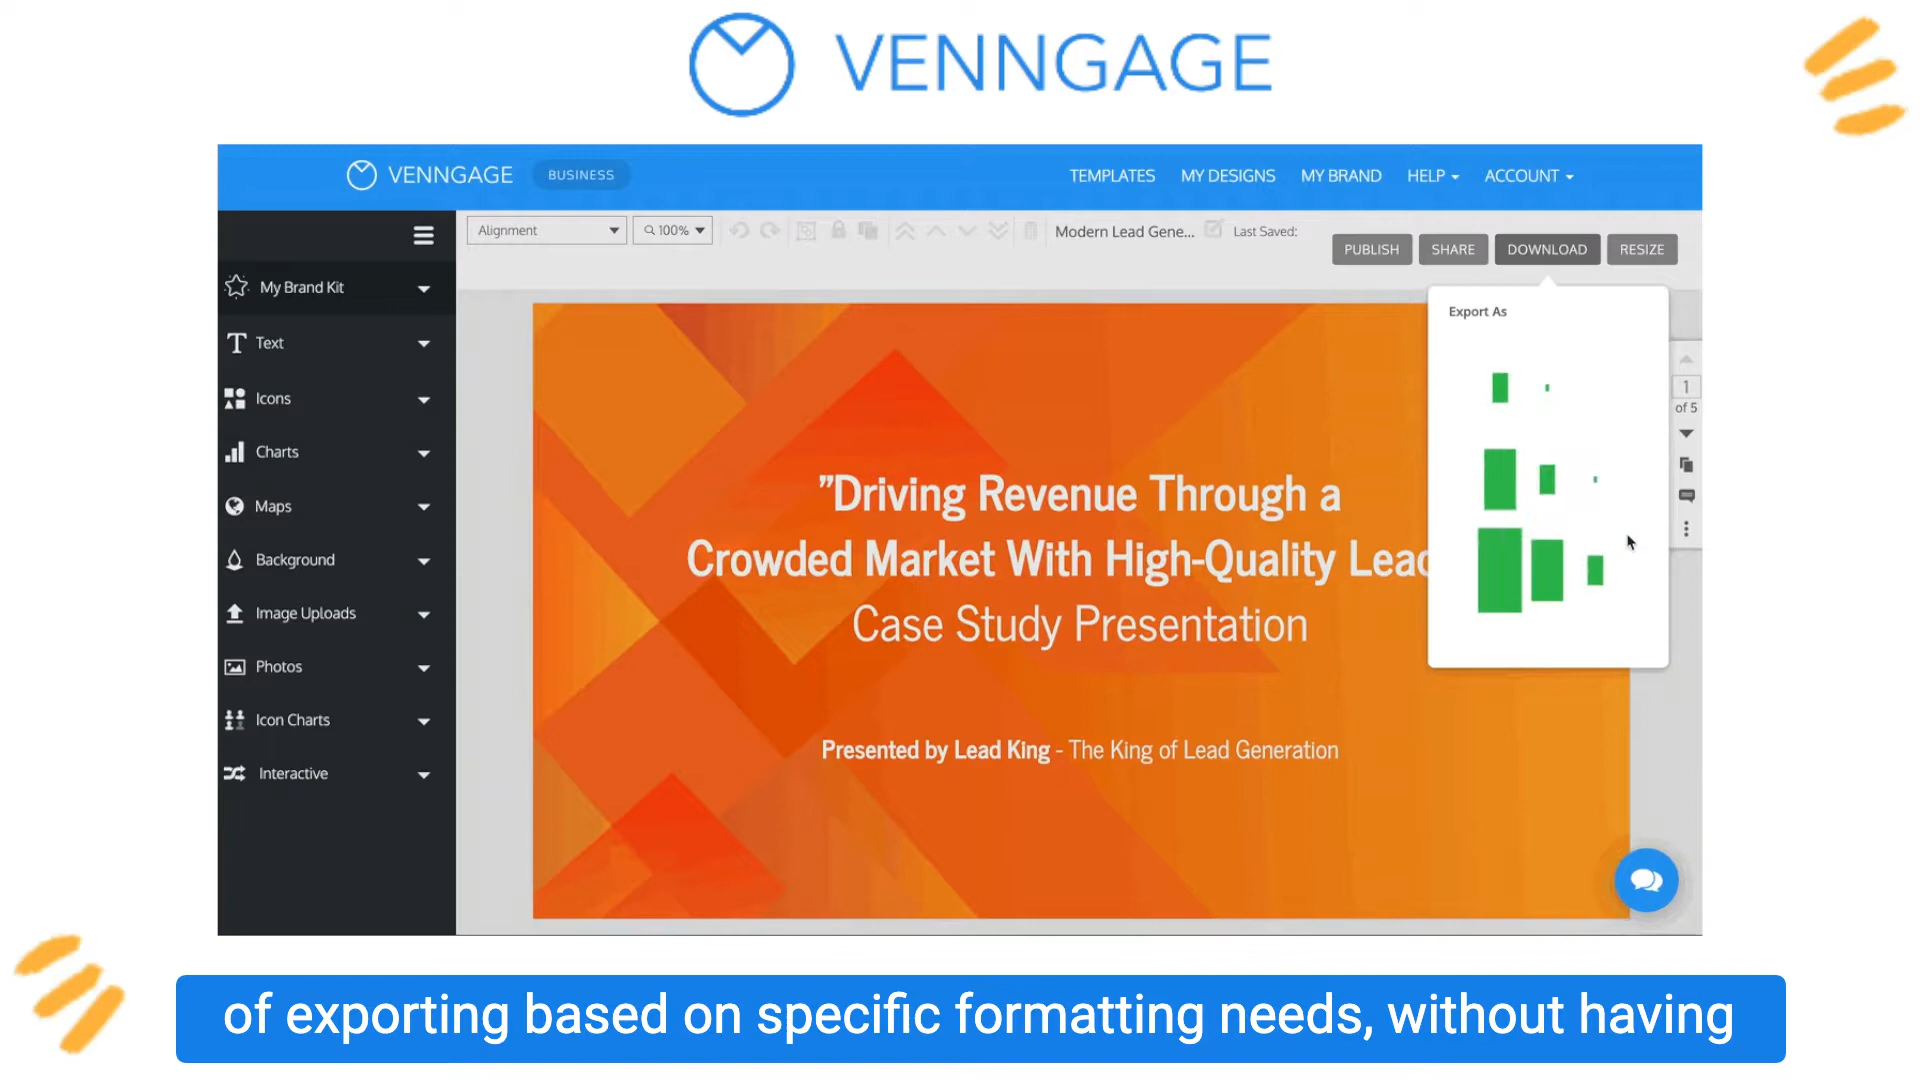 VENNGAGE
VENNGAGE BUSINESS TEMPLATES MY DESIGNS MY BRAND HELP ACCOUNT
Alignment 100% Modern Lead Gene... Last Saved:
PUBLISH SHARE DOWNLOAD RESIZE
My Brand Kit
Text
Icons
Charts
Maps
Background
Image Uploads
Photos
Icon Charts
Interactive
Export As
1
of 5
"Driving Revenue Through a
Crowded Market With High-Quality Lead
Case Study Presentation
Presented by Lead King - The King of Lead Generation
of exporting based on specific formatting needs, without having